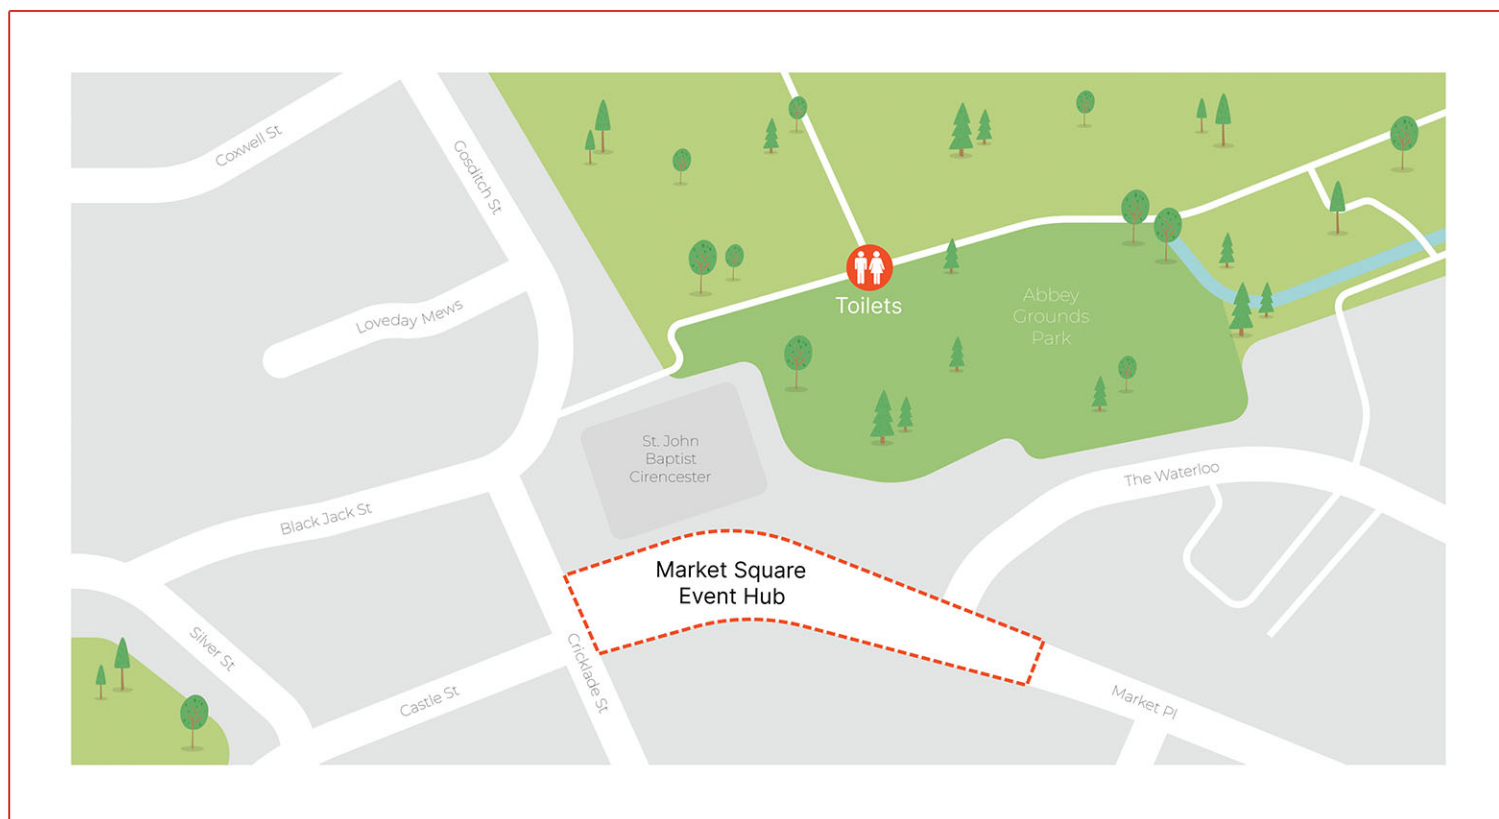 Coxwell St
Gosditch St
Loveday Mews
Toilets
Abbey
Grounds
Park
St. John
Baptist
Cirencester
The Waterloo
Black Jack St
Market Square
Event Hub
Silver St
Cricklade St
Castle St
Market Pl